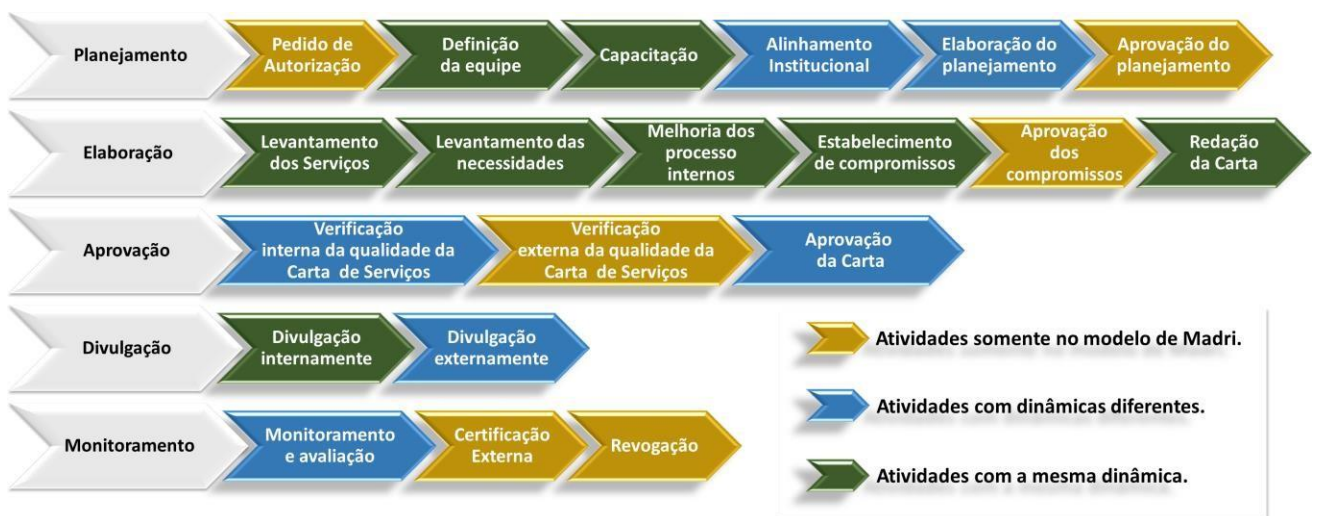 Planejamento
Pedido de
Autorização
Definição
da equipe
Capacitação
Alinhamento
Institucional
Elaboração do
planejamento
Aprovação do
planejamento
Elaboração
Levantamento
dos Serviços
Levantamento das
necessidades
Melhoria dos
processo
internos
Estabelecimento
de compromissos
Aprovação
dos
compromissos
Redação
da Carta
Aprovação
Verificação
interna da qualidade da
Carta de Serviços
Verificação
externa da qualidade da
Carta de Serviços
Aprovação
da Carta
Divulgação
Divulgação
internamente
Divulgação
externamente
Monitoramento
Monitoramento
e avaliação
Certificação
Externa
Revogação
Atividades somente no modelo de Madri.
Atividades com dinâmicas diferentes.
Atividades com a mesma dinâmica.